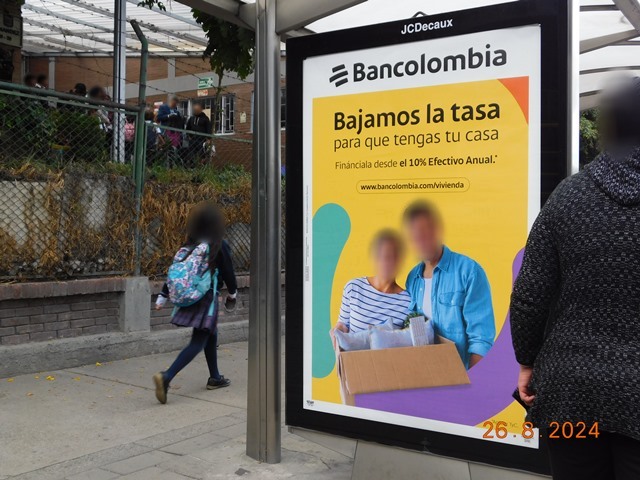 JCDecaux
Bancolombia
Bajamos la tasa
para que tengas tu casa
Fináncíala desde el 10% Efectivo Anual.*
www.bancolombia.com/vivienda
26.8.2024